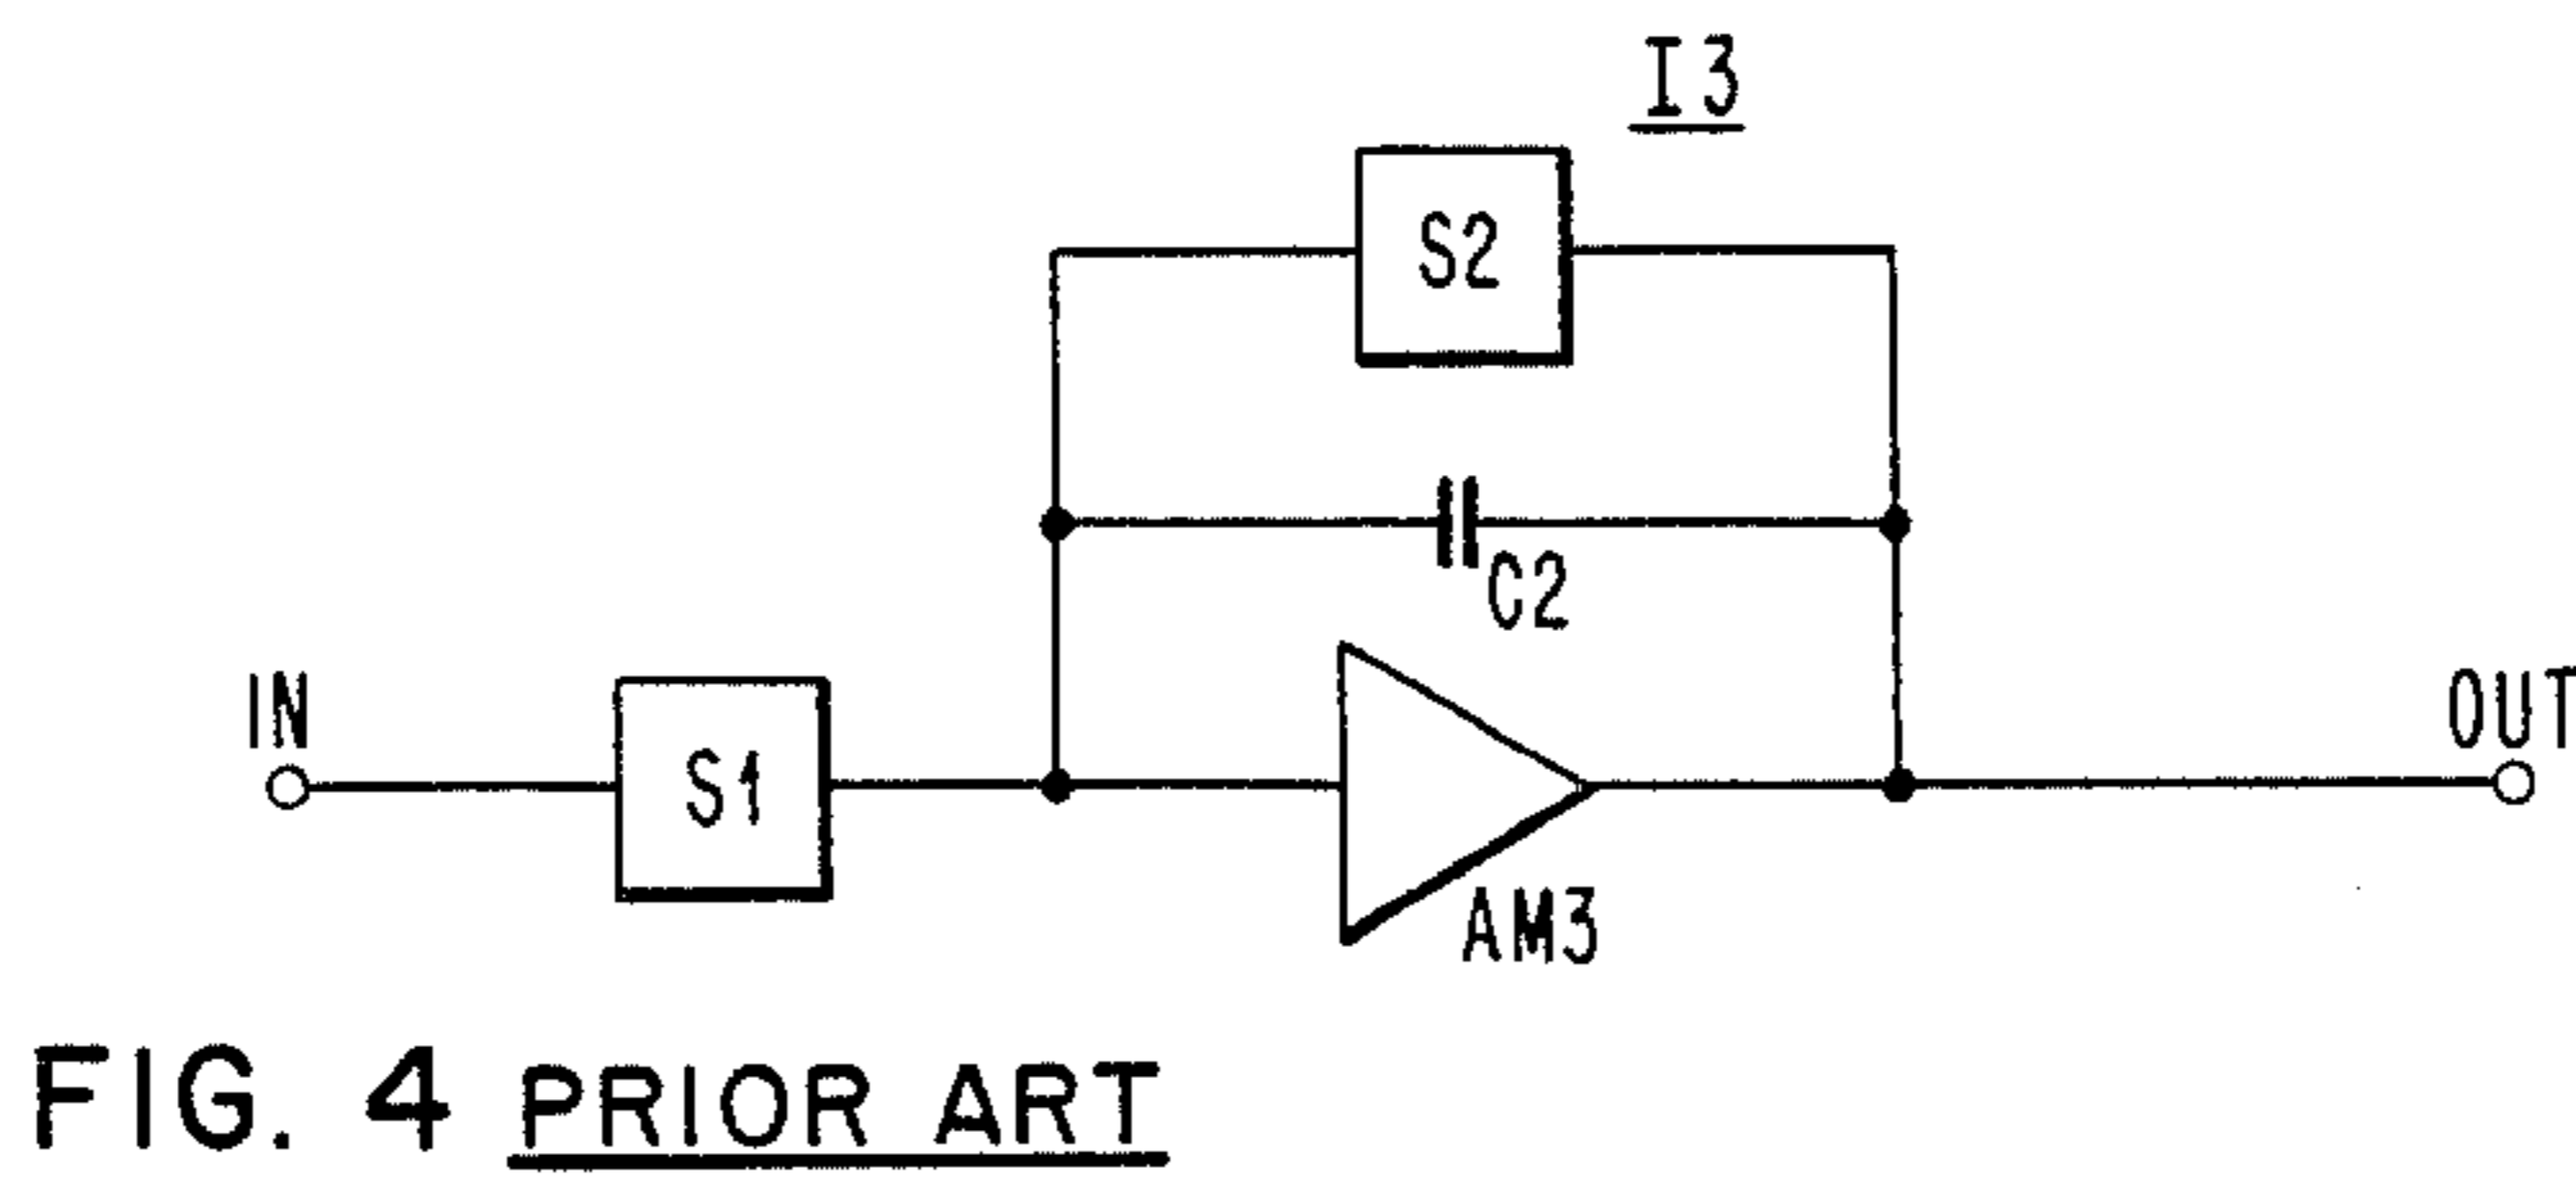 I3
S2
C2
IN
S1
OUT
AM3
FIG. 4 PRIOR ART